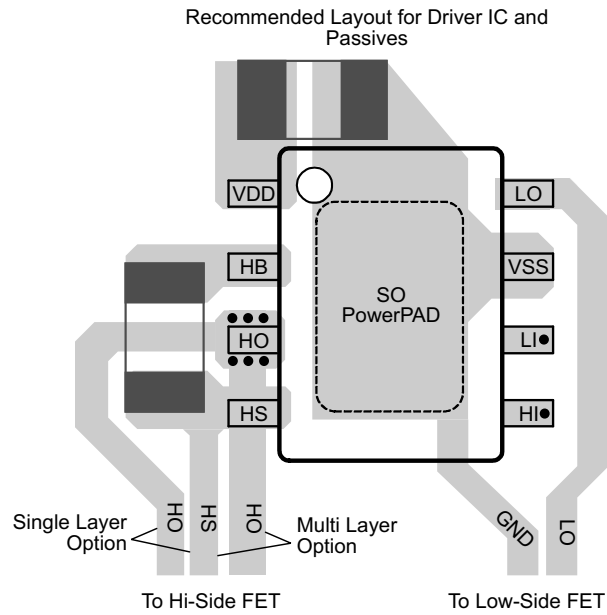 Recommended Layout for Driver IC and
Passives
VDD
LO
HB
VSS
SO
PowerPAD
HO
LI
HS
HI
HO
HS
HO
GND
LO
Single Layer
Option
Multi Layer
Option
To Hi-Side FET
To Low-Side FET